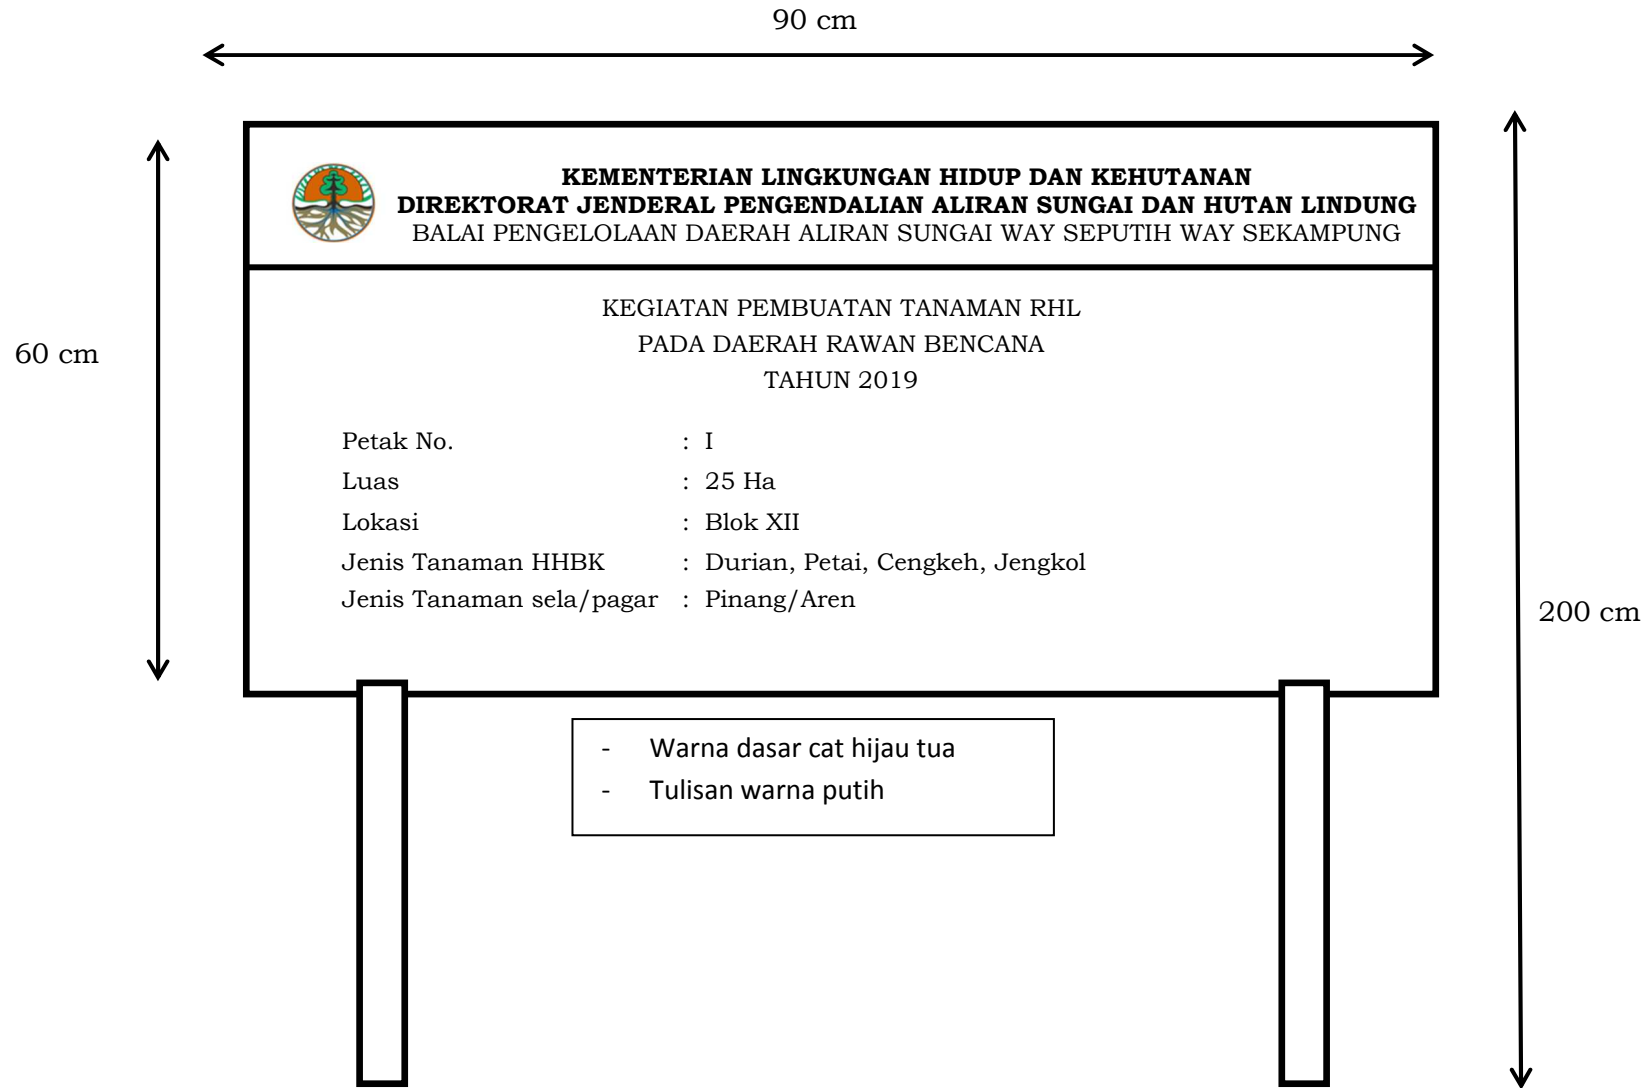 90 cm
KEMENTERIAN LINGKUNGAN HIDUP DAN KEHUTANAN
DIREKTORAT JENDERAL PENGENDALIAN ALIRAN SUNGAI DAN HUTAN LINDUNG
BALAI PENGELOLAAN DAERAH ALIRAN SUNGAI WAY SEPUTIH WAY SEKAMPUNG
KEGIATAN PEMBUATAN TANAMAN RHL
PADA DAERAH RAWAN BENCANA
TAHUN 2019
60 cm
Petak No. : I
Luas : 25 Ha
Lokasi : Blok XII
Jenis Tanaman HHBK : Durian, Petai, Cengkeh, Jengkol
Jenis Tanaman sela/pagar : Pinang/Aren
200 cm
- Warna dasar cat hijau tua
- Tulisan warna putih